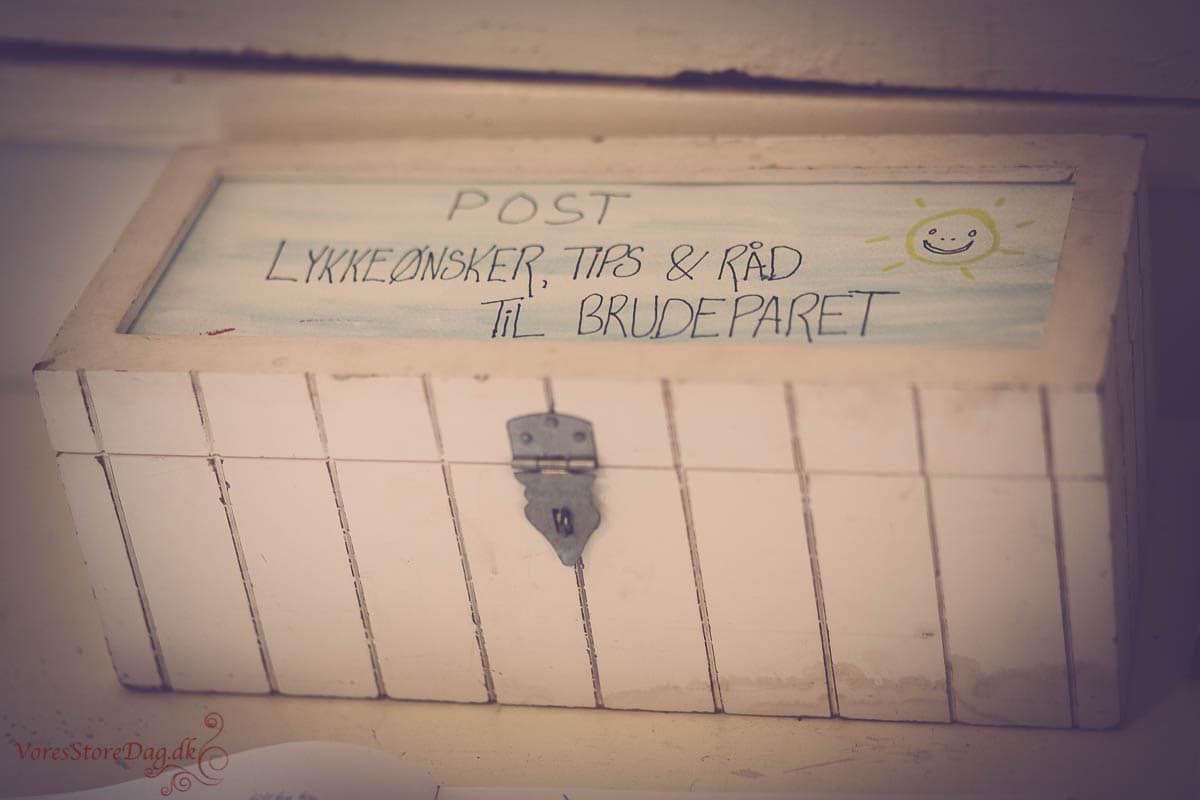 POST
LYKKEØNSKER, TiPS & RÅD
TiL BRUDEPARET
VoresStoreDag.dk